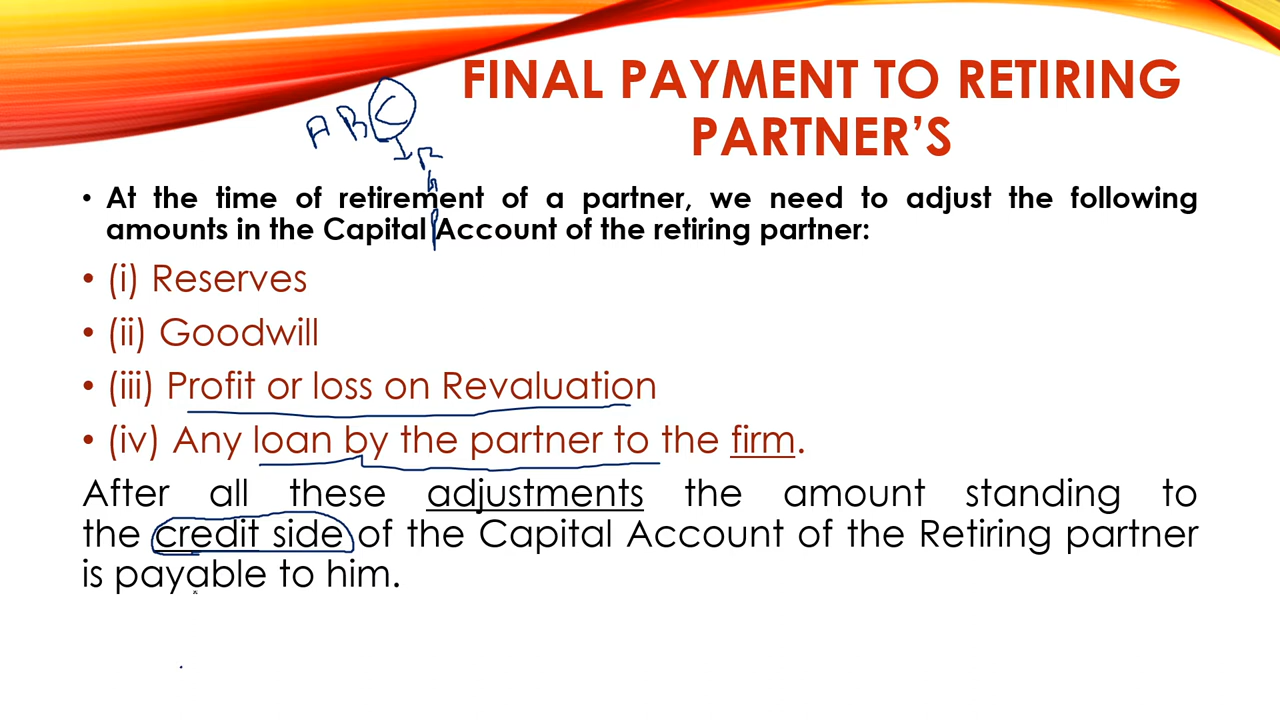 FINAL PAYMENT TO RETIRING
PARTNER'S
A B C
R
• At the time of retirement of a partner, we need to adjust the following
amounts in the Capital Account of the retiring partner:
• (i) Reserves
• (ii) Goodwill
• (iii) Profit or loss on Revaluation
• (iv) Any loan by the partner to the firm.
After all these adjustments the amount standing to
the credit side of the Capital Account of the Retiring partner
is payable to him.